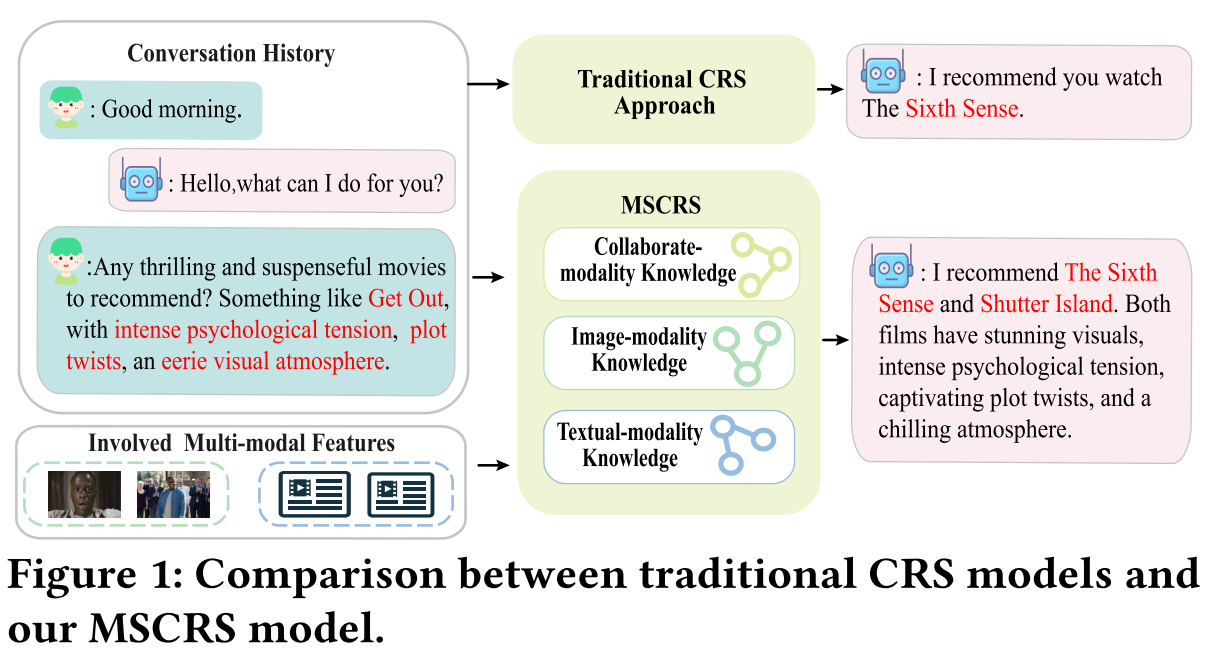 Conversation History
: Good morning.
: Hello,what can I do for you?
:Any thrilling and suspenseful movies
to recommend? Something like Get Out,
with intense psychological tension, plot
twists, an eerie visual atmosphere.
Involved Multi-modal Features
Traditional CRS
Approach
: I recommend you watch
The Sixth Sense.
MSCRS
Collaborate-
modality Knowledge
Image-modality
Knowledge
Textual-modality
Knowledge
: I recommend The Sixth
Sense and Shutter Island. Both
films have stunning visuals,
intense psychological tension,
captivating plot twists, and a
chilling atmosphere.
Figure 1: Comparison between traditional CRS models and
our MSCRS model.